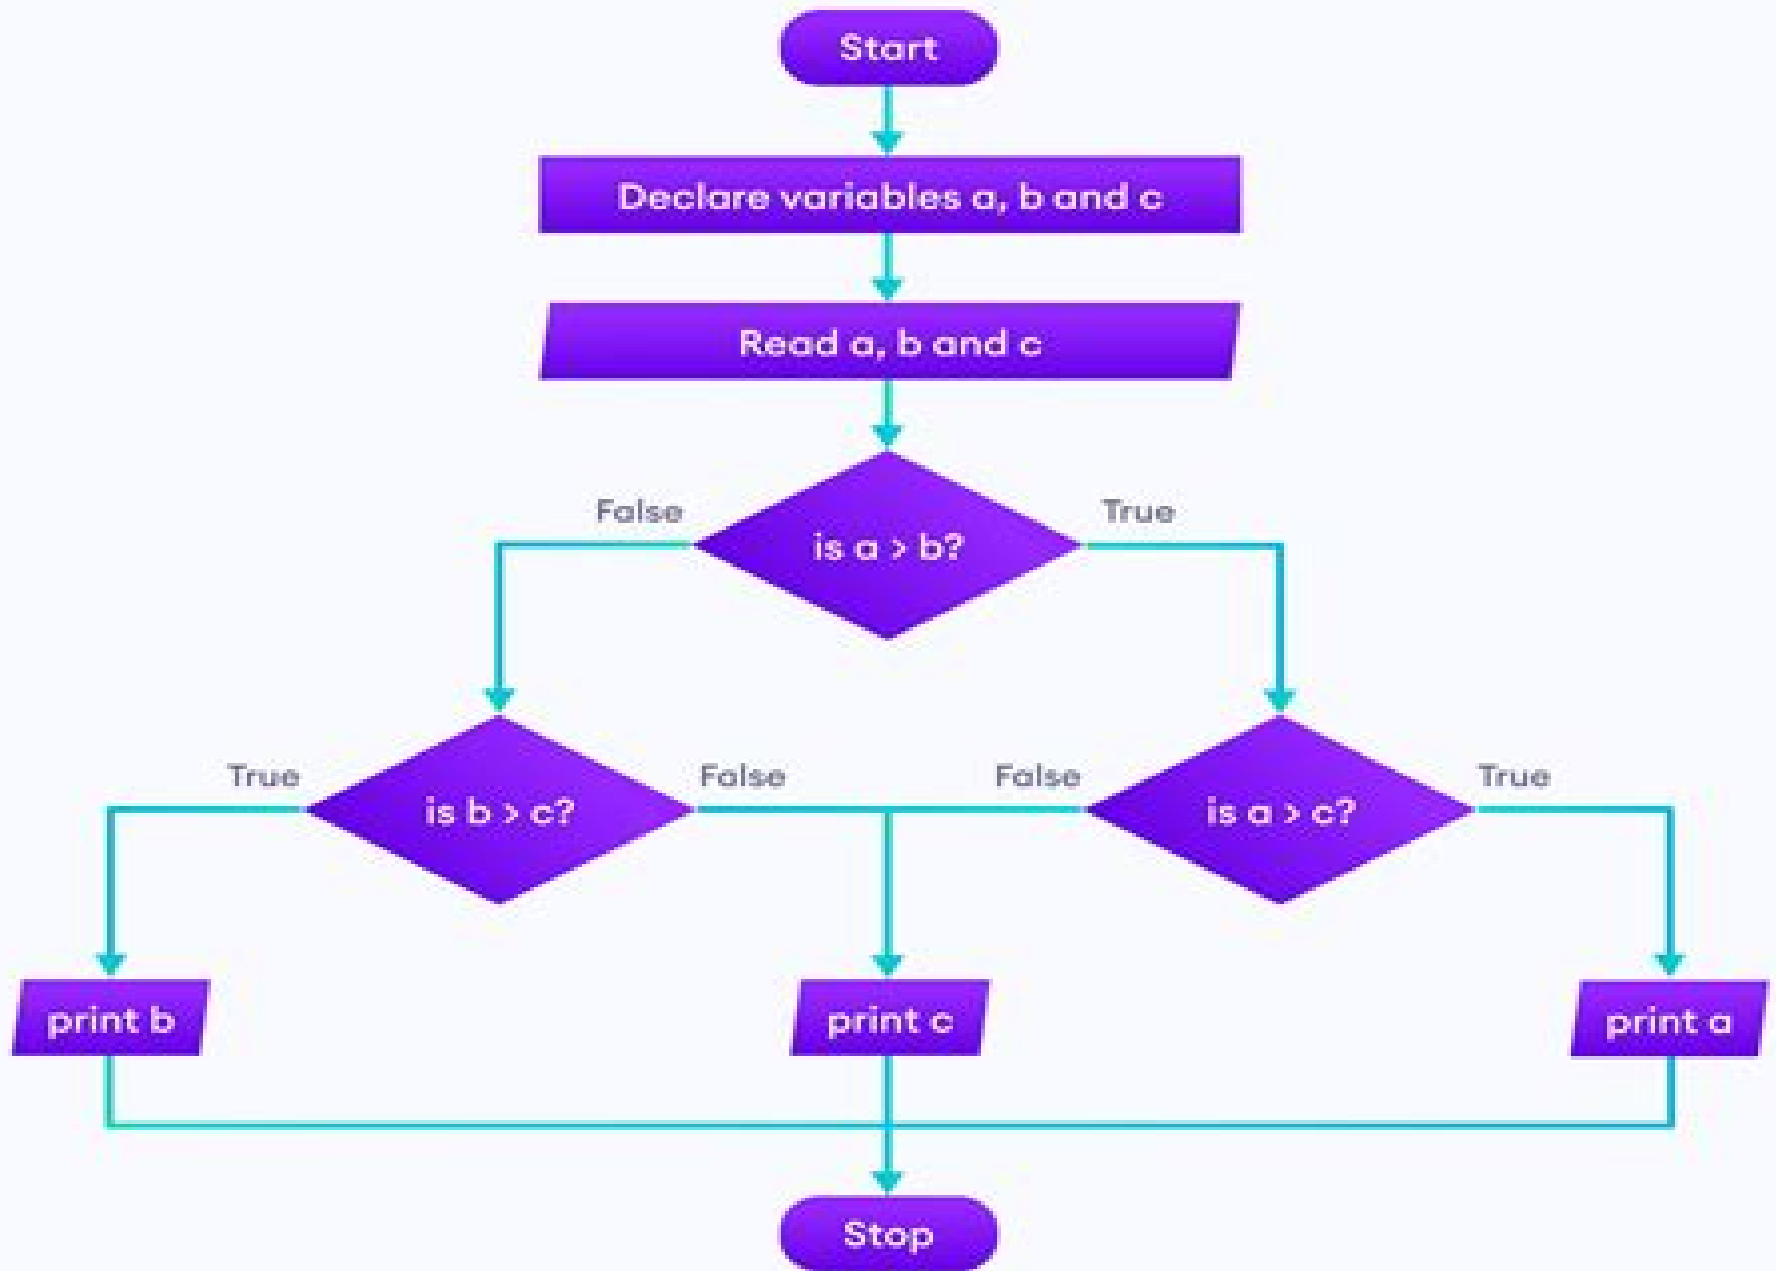 Start
Declare variables a, b and c
Read a, b and c
False
True
is a > b?
True
False
False
True
is b > c?
is a > c?
print b
print c
print a
Stop